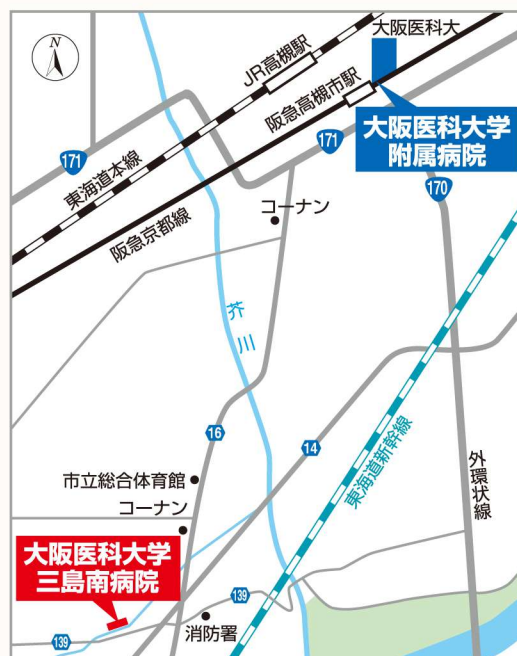 N
大阪医科大
JR高槻駅
阪急高槻市駅
大阪医科大学
附属病院
171
171
東海道本線
阪急京都線
170
コーナン
芥川
16
14
東海道新幹線
外環状線
市立総合体育館
コーナン
大阪医科大学
三島南病院
139
139
消防署